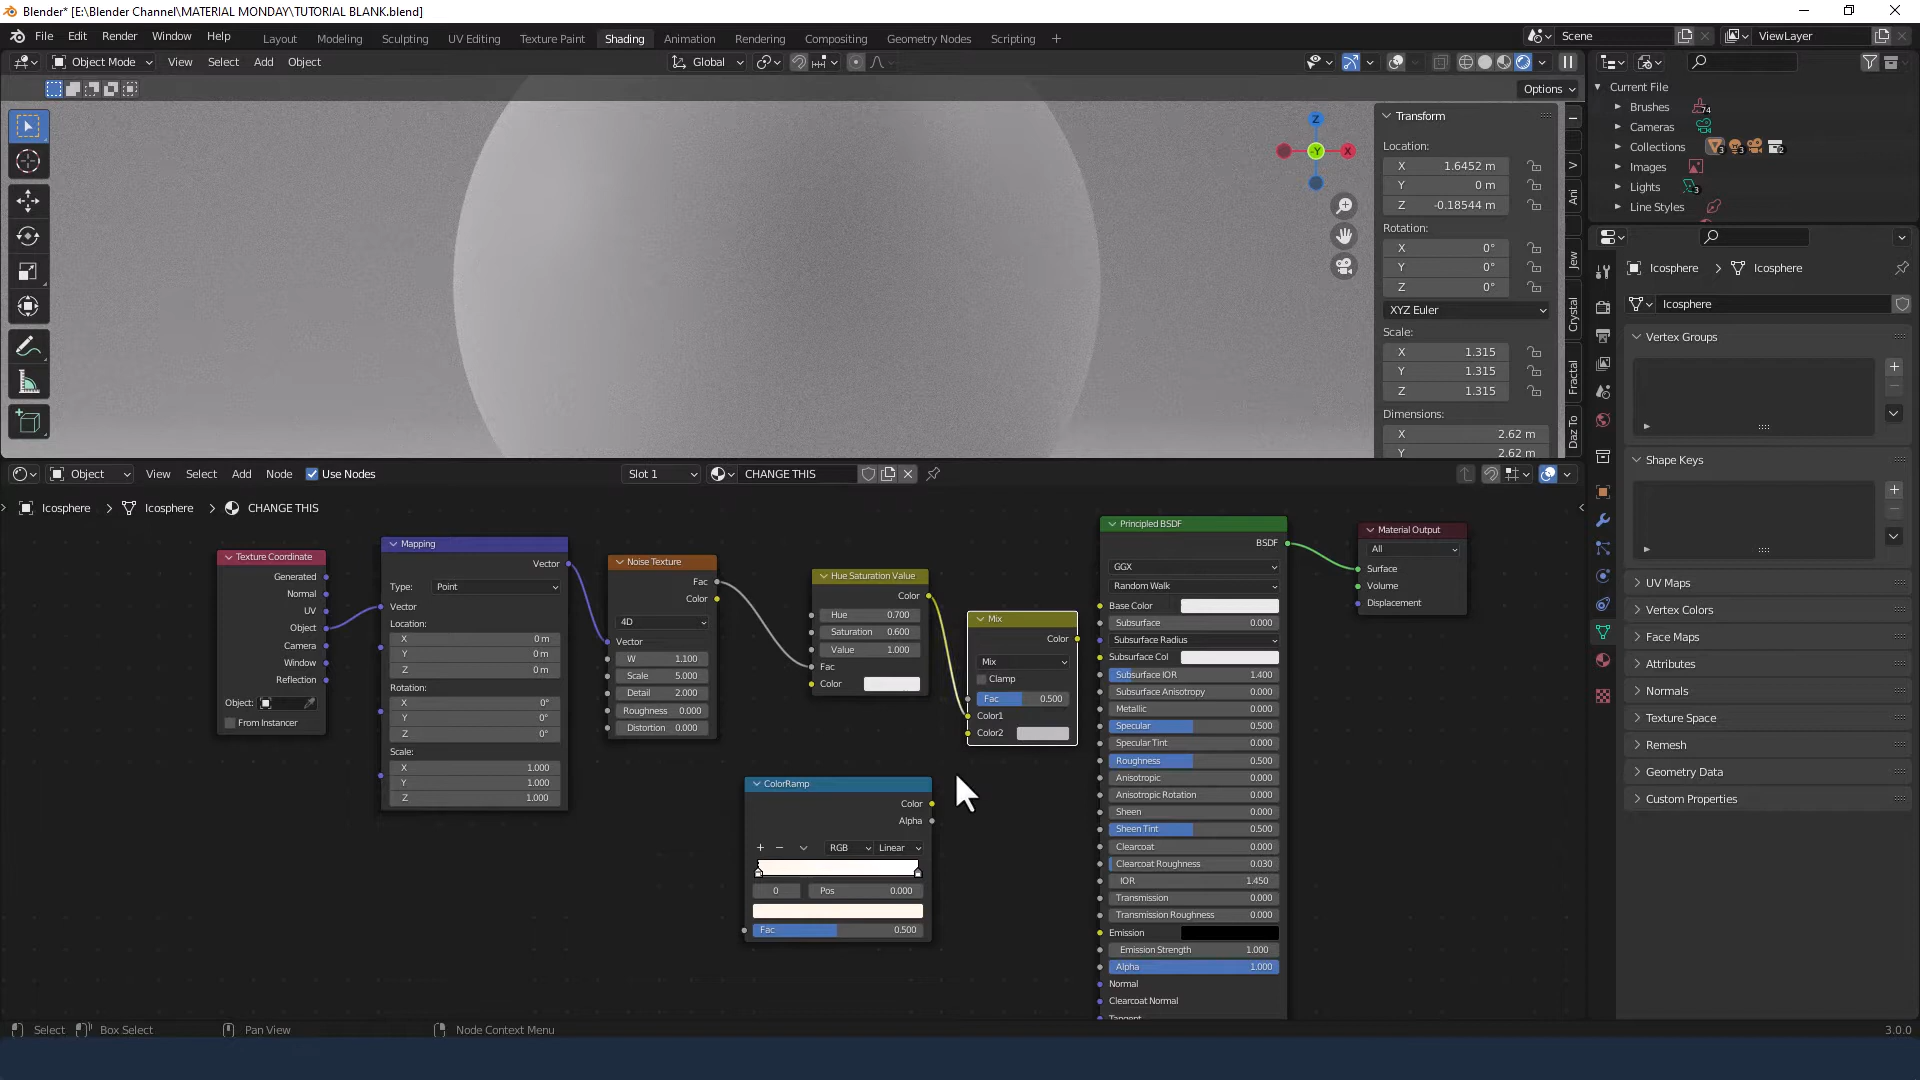 Blender* [E:\Blender Channel\MATERIAL MONDAY\TUTORIAL BLANK.blend]
File Edit Render Window Help Layout Modeling Sculpting UV Editing Texture Paint Shading Animation Rendering Compositing Geometry Nodes Scripting + Scene ViewLayer
Object Mode View Select Add Object Global
Options
Current File
Brushes 74
Cameras
Collections 3 3 2
Images
Lights 3
Line Styles
Transform
Location:
X 1.6452 m
Y 0 m
Z -0.18544 m
Rotation:
X 0°
Y 0°
Z 0°
XYZ Euler
Scale:
X 1.315
Y 1.315
Z 1.315
Dimensions:
X 2.62 m
Y 2.62 m
Z
-Y
X
V
Ani
Jew
Crystal
Fractal
Daz To
Icosphere > Icosphere
Icosphere
Vertex Groups
Shape Keys
UV Maps
Vertex Colors
Face Maps
Attributes
Normals
Texture Space
Remesh
Geometry Data
Custom Properties
Object View Select Add Node Use Nodes Slot 1 CHANGE THIS
Icosphere > Icosphere > CHANGE THIS
Texture Coordinate
Generated
Normal
UV
Object
Camera
Window
Reflection
Object:
From Instancer
Mapping
Vector
Type: Point
Vector
Location:
X 0 m
Y 0 m
Z 0 m
Rotation:
X 0°
Y 0°
Z 0°
Scale:
X 1.000
Y 1.000
Z 1.000
Noise Texture
Fac
Color
4D
Vector
W 1.100
Scale 5.000
Detail 2.000
Roughness 0.000
Distortion 0.000
Hue Saturation Value
Color
Hue 0.700
Saturation 0.600
Value 1.000
Fac
Color
Mix
Color
Mix
Clamp
Fac 0.500
Color1
Color2
ColorRamp
Color
Alpha
+ − RGB Linear
0 Pos 0.000
Fac 0.500
Principled BSDF
BSDF
GGX
Random Walk
Base Color
Subsurface 0.000
Subsurface Radius
Subsurface Col
Subsurface IOR 1.400
Subsurface Anisotropy 0.000
Metallic 0.000
Specular 0.500
Specular Tint 0.000
Roughness 0.500
Anisotropic 0.000
Anisotropic Rotation 0.000
Sheen 0.000
Sheen Tint 0.500
Clearcoat 0.000
Clearcoat Roughness 0.030
IOR 1.450
Transmission 0.000
Transmission Roughness 0.000
Emission
Emission Strength 1.000
Alpha 1.000
Normal
Clearcoat Normal
Tangent
Material Output
All
Surface
Volume
Displacement
Select Box Select Pan View Node Context Menu 3.0.0